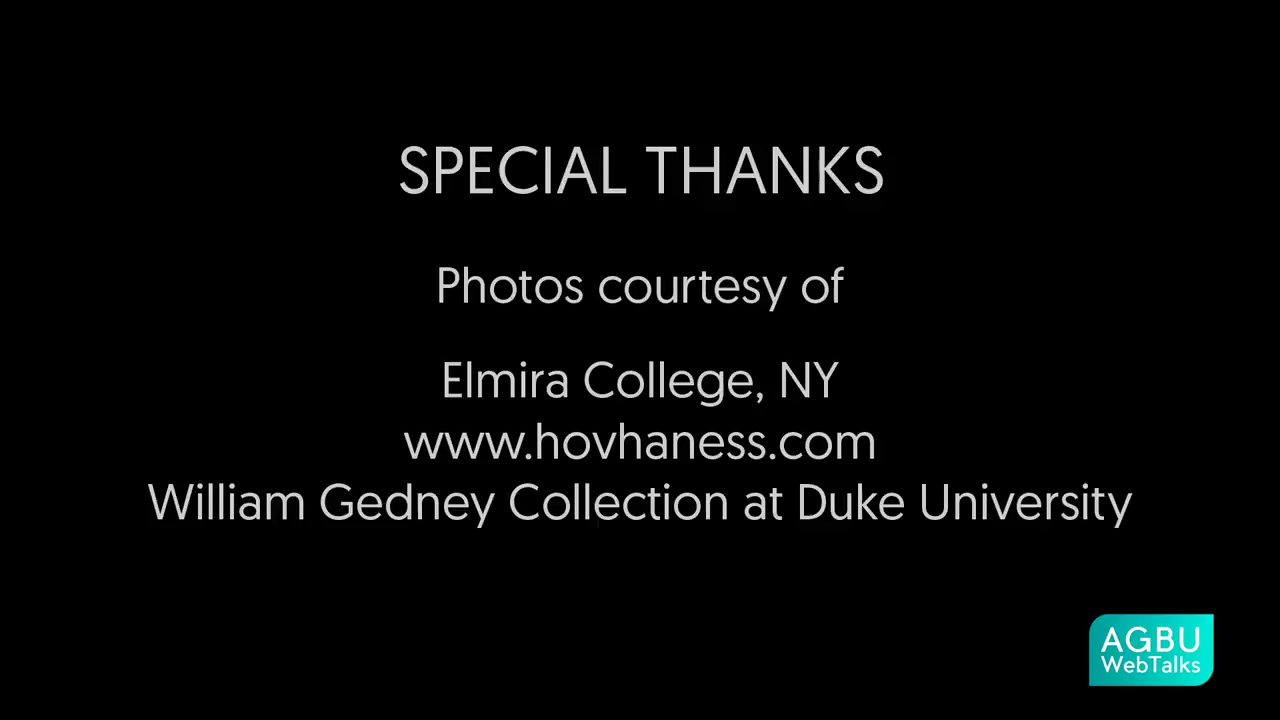 SPECIAL THANKS
Photos courtesy of
Elmira College, NY
www.hovhaness.com
William Gedney Collection at Duke University
AGBU
WebTalks